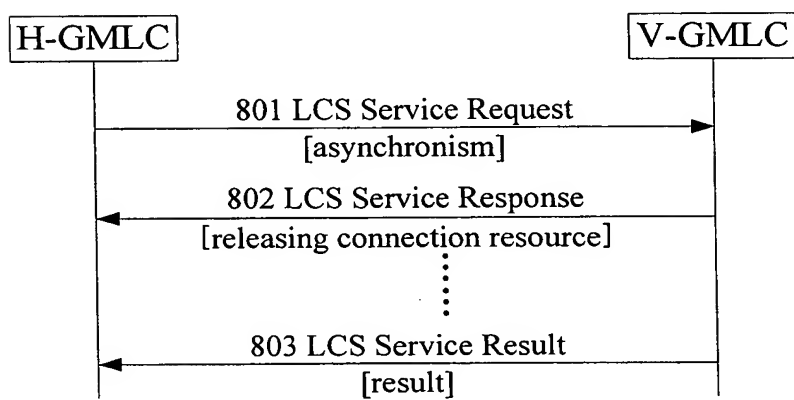 H-GMLC
V-GMLC
801 LCS Service Request
[asynchronism]
802 LCS Service Response
[releasing connection resource]
803 LCS Service Result
[result]